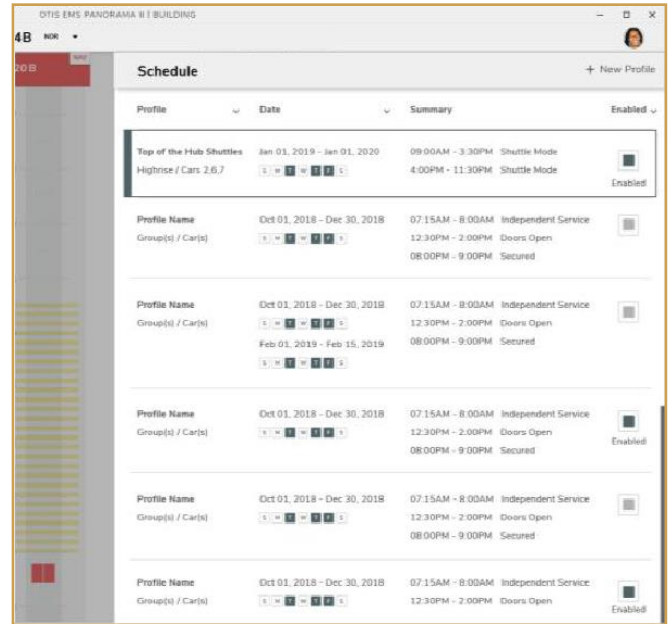 OTIS EMS PANORAMA II | BUILDING
4B NOR
20 B
Schedule + New Profile
Profile Date Summary Enabled
Top of the Hub Shuttles Jan 01, 2019 - Jan 01, 2020 09:00AM - 3:30PM Shuttle Mode
Highrise / Cars 2,6,7 S M T W T F S 4:00PM - 11:30PM Shuttle Mode
Enabled
Profile Name Oct 01, 2018 - Dec 30, 2018 07:15AM - 8:00AM Independent Service
Group(s) / Car(s) S M T W T F S 12:30PM - 2:00PM Doors Open
08:00PM - 9:00PM Secured
Profile Name Oct 01, 2018 - Dec 30, 2018 07:15AM - 8:00AM Independent Service
Group(s) / Car(s) S M T W T F S 12:30PM - 2:00PM Doors Open
Feb 01, 2019 - Feb 15, 2019 08:00PM - 9:00PM Secured
S M T W T F S
Profile Name Oct 01, 2018 - Dec 30, 2018 07:15AM - 8:00AM Independent Service
Group(s) / Car(s) S M T W T F S 12:30PM - 2:00PM Doors Open
Enabled
08:00PM - 9:00PM Secured
Profile Name Oct 01, 2018 - Dec 30, 2018 07:15AM - 8:00AM Independent Service
Group(s) / Car(s) S M T W T F S 12:30PM - 2:00PM Doors Open
08:00PM - 9:00PM Secured
Profile Name Oct 01, 2018 - Dec 30, 2018 07:15AM - 8:00AM Independent Service
Group(s) / Car(s) S M T W T F S 12:30PM - 2:00PM Doors Open
Enabled